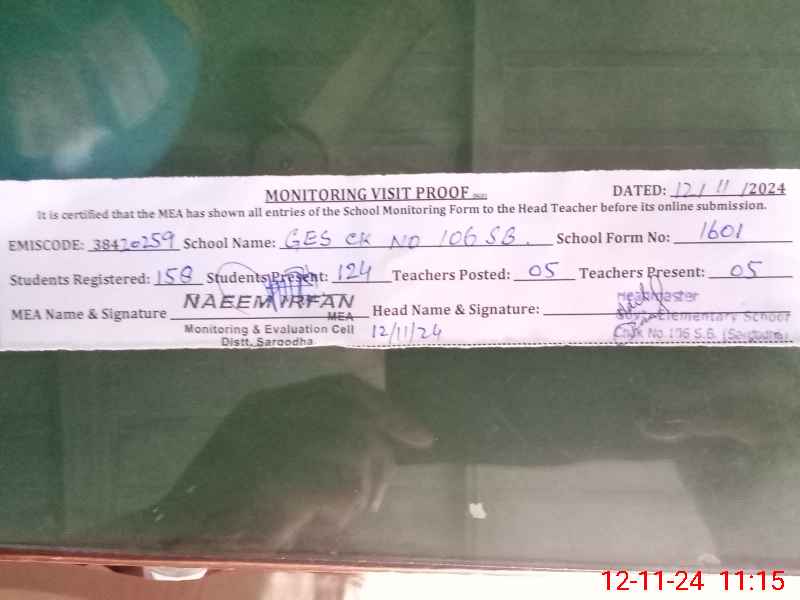 MONITORING VISIT PROOF DATED: 12/11/2024
It is certified that the MEA has shown all entries of the School Monitoring Form to the Head Teacher before its online submission.
EMISCODE: 38420259 School Name: GES CK NO 106 SB. School Form No: 1601
Students Registered: 158 Students Present: 124 Teachers Posted: 05 Teachers Present: 05
MEA Name & Signature NAEEM IRFAN Head Name & Signature: Headmaster
MEA Govt. Elementary School
Monitoring & Evaluation Cell 12/11/24 Chak No. 106 S.B. (Sargodha)
Distt. Sargodha
12-11-24 11:15